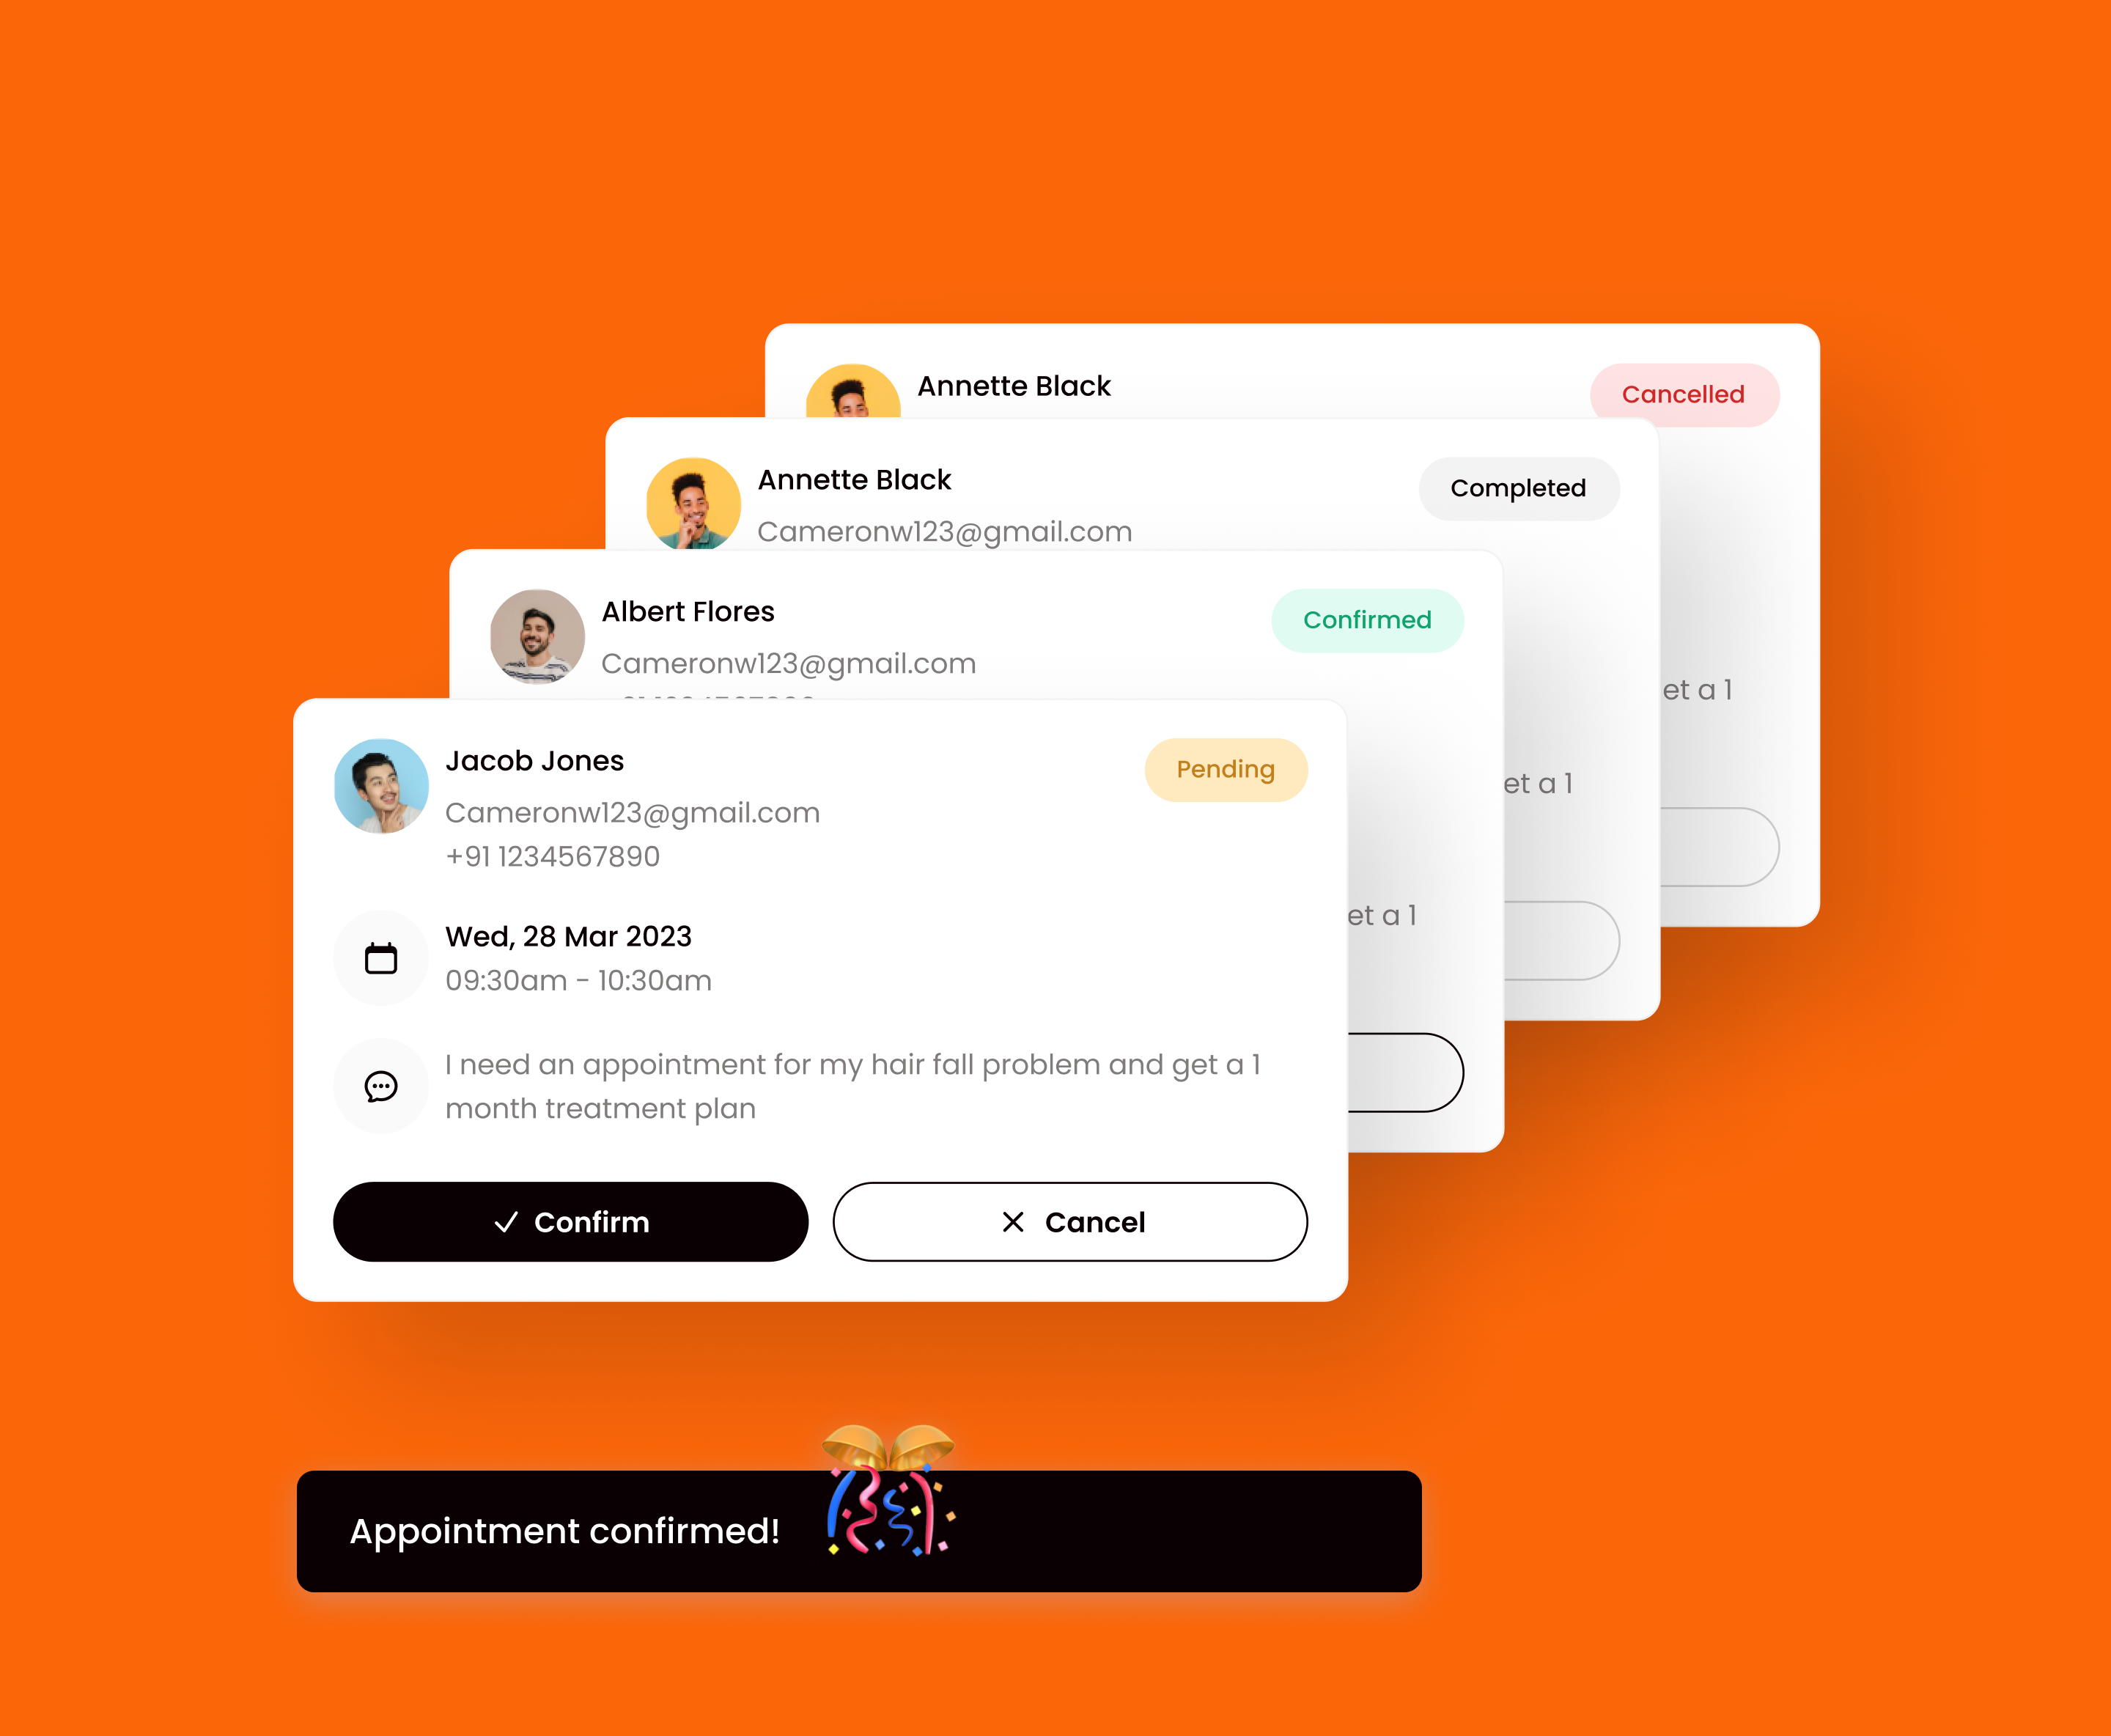 Annette Black
Cancelled
Annette Black
Completed
Cameronw123@gmail.com
Albert Flores
Confirmed
Cameronw123@gmail.com
et a 1
et a 1
et a 1
Jacob Jones
Pending
Cameronw123@gmail.com
+91 1234567890
Wed, 28 Mar 2023
09:30am - 10:30am
I need an appointment for my hair fall problem and get a 1
month treatment plan
Confirm
Cancel
Appointment confirmed!